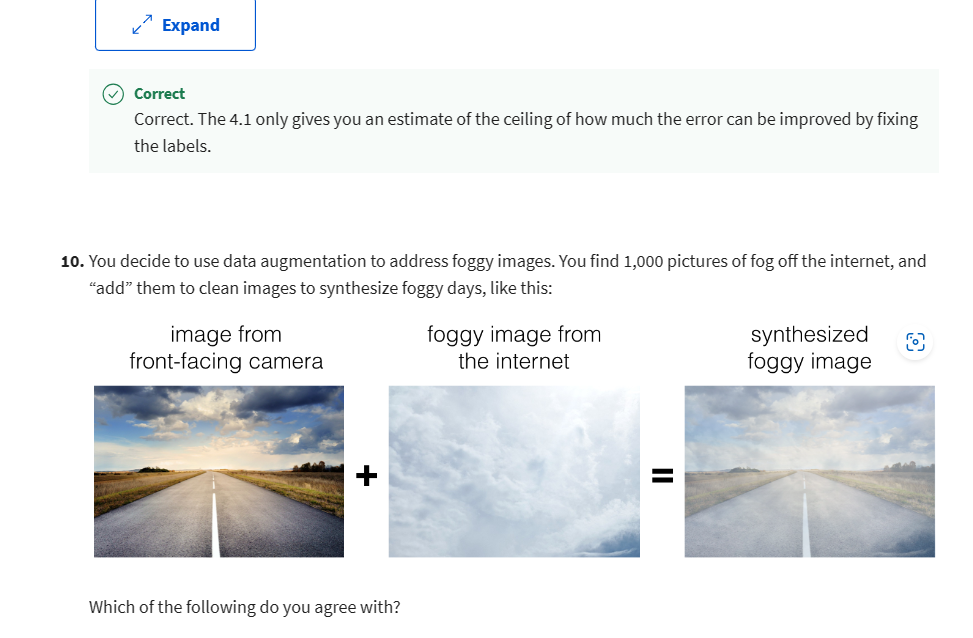 Expand
Correct
Correct. The 4.1 only gives you an estimate of the ceiling of how much the error can be improved by fixing
the labels.
10. You decide to use data augmentation to address foggy images. You find 1,000 pictures of fog off the internet, and
“add” them to clean images to synthesize foggy days, like this:
image from
front-facing camera
foggy image from
the internet
synthesized
foggy image
+
=
Which of the following do you agree with?